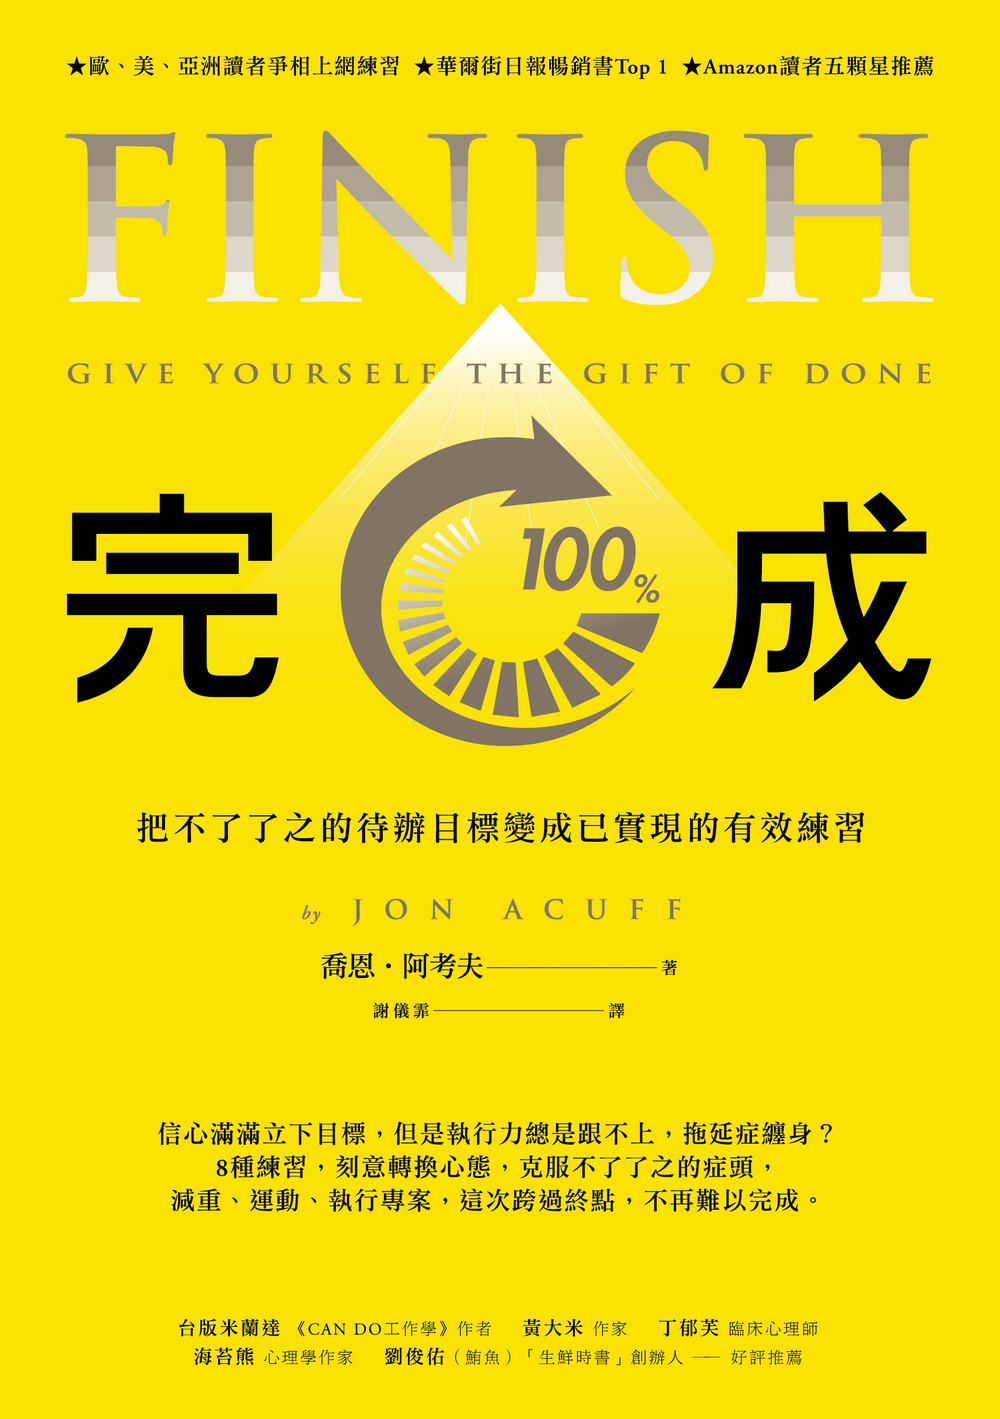 ★歐、美、亞洲讀者爭相上網練習 ★華爾街日報暢銷書Top 1 ★Amazon讀者五顆星推薦
FINISH
GIVE YOURSELF THE GIFT OF DONE
完成
100%
把不了了之的待辦目標變成已實現的有效練習
by JON ACUFF
喬恩・阿考夫——著
謝儀霏——譯
信心滿滿立下目標，但是執行力總是跟不上，拖延症纏身？
8種練習，刻意轉換心態，克服不了了之的症頭，
減重、運動、執行專案，這次跨過終點，不再難以完成。
台版米蘭達《CAN DO工作學》作者 黃大米 作家 丁郁芙 臨床心理師
海苔熊 心理學作家 劉俊佑（鮪魚）「生鮮時書」創辦人 —— 好評推薦